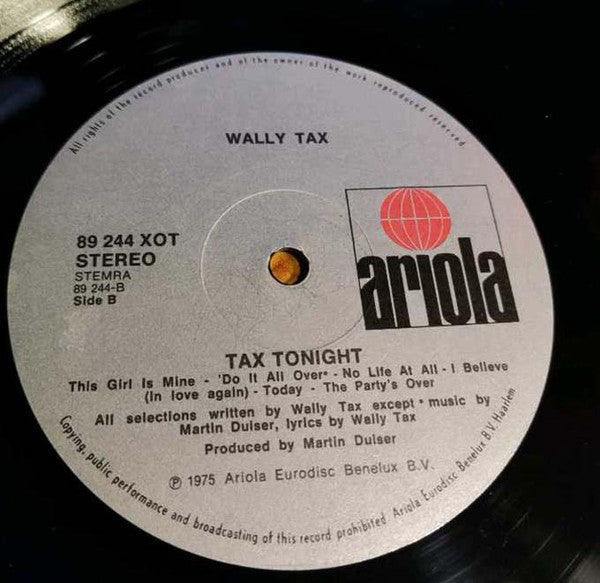 All rights of the record producer and of the owner of the work reproduced reserved
WALLY TAX
89 244 XOT
STEREO
STEMRA
89 244-B
Side B
ariola
TAX TONIGHT
This Girl Is Mine - 'Do It All Over* - No Life At All - I Believe
(In love again) - Today - The Party's Over
All selections written by Wally Tax except * music by
Martin Duiser, lyrics by Wally Tax
Produced by Martin Duiser
℗ 1975 Ariola Eurodisc Benelux B.V.
Copying, public performance and broadcasting of this record prohibited Ariola Eurodisc Benelux B.V. Haarlem